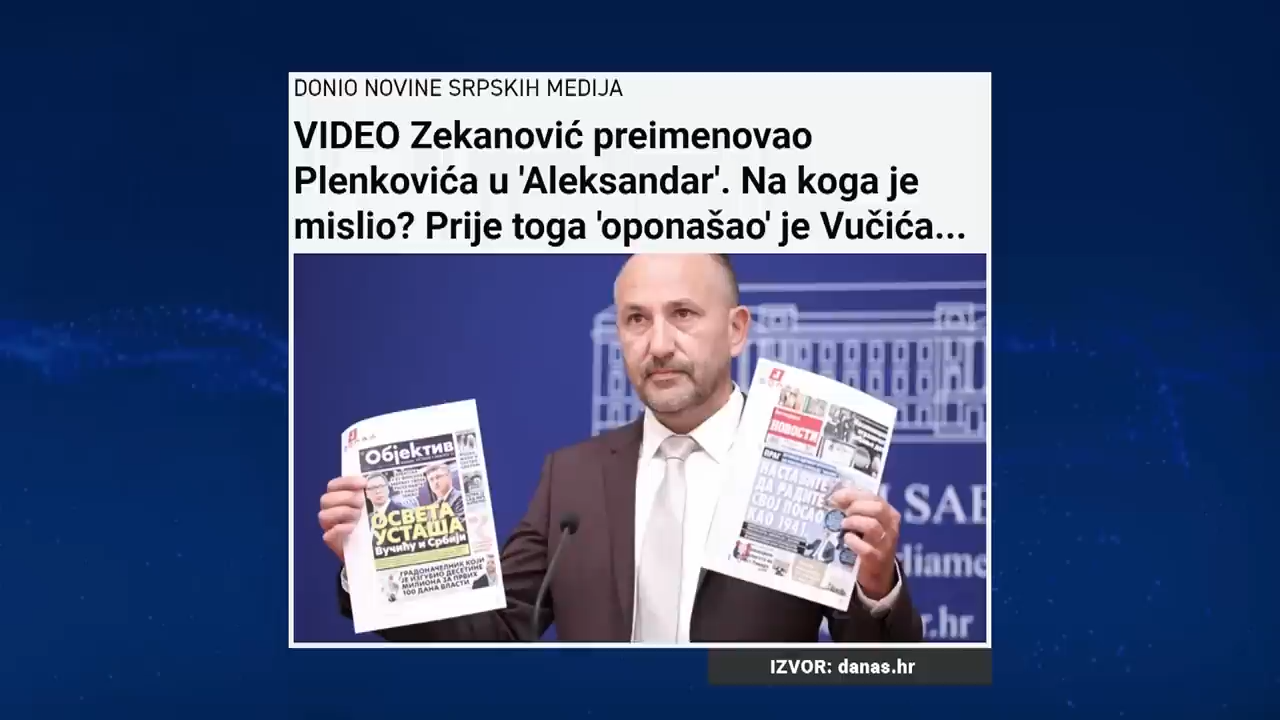 DONIO NOVINE SRPSKIH MEDIJA
VIDEO Zekanović preimenovao
Plenkovića u 'Aleksandar'. Na koga je
mislio? Prije toga 'oponašao' je Vučića...
Објектив
ОСВЕТА
УСТАША
Вучићу и Србији
ГРАДОНАЧЕЛНИК КОЈИ
ЈЕ ИЗГУБИО ДЕСЕТИНЕ
МИЛИОНА ЗА ПРВИХ
100 ДАНА ВЛАСТИ
НОВОСТИ
НАСТАВИТЕ
ДА РАДИТЕ
СВОЈ ПОСАО
КАО 1941.
I SAB
rliame
r.hr
IZVOR: danas.hr